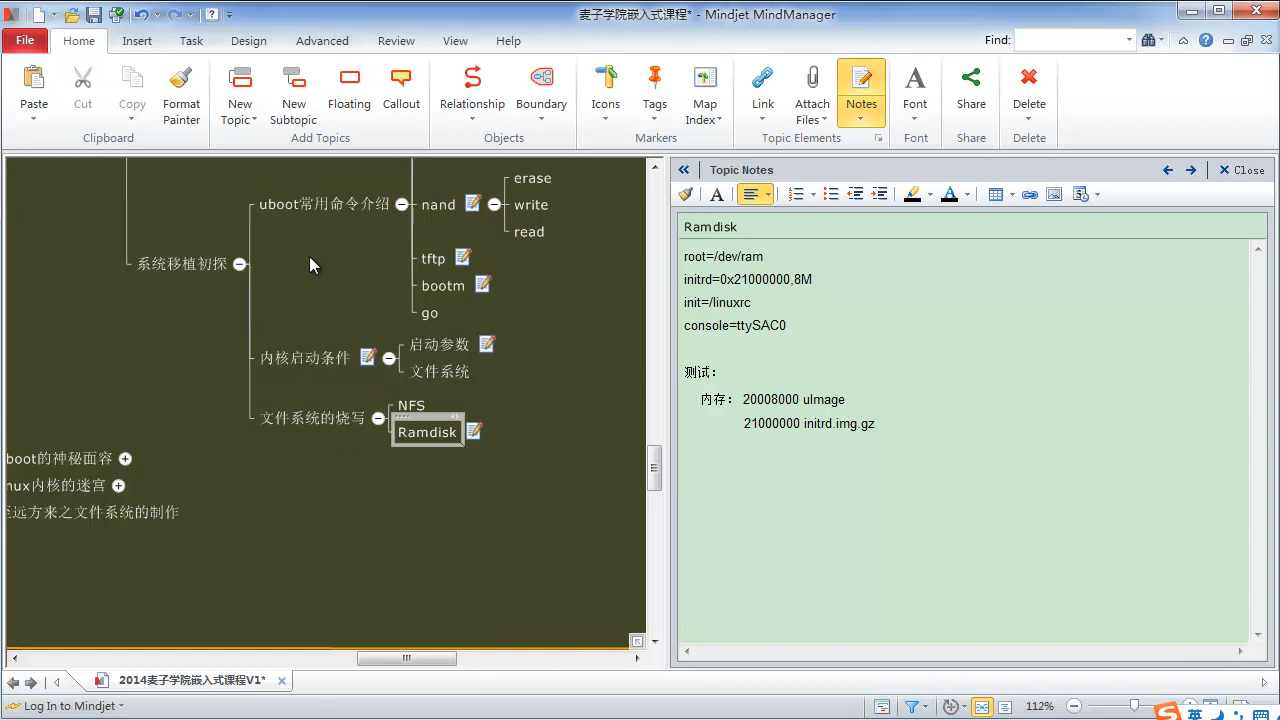 麦子学院嵌入式课程* - Mindjet MindManager
File Home Insert Task Design Advanced Review View Help Find:
Paste Cut Copy Format Painter New Topic New Subtopic Floating Callout Relationship Boundary Icons Tags Map Index Link Attach Files Notes Font Share Delete
Clipboard Add Topics Objects Markers Topic Elements Font Share Delete
Topic Notes Close
Ramdisk
root=/dev/ram
initrd=0x21000000,8M
init=/linuxrc
console=ttySAC0
测试：
内存： 20008000 uImage
21000000 initrd.img.gz
erase
uboot常用命令介绍 nand write
read
系统移植初探 tftp
bootm
go
启动参数
内核启动条件
文件系统
NFS
文件系统的烧写
Ramdisk
boot的神秘面容
nux内核的迷宫
远方来之文件系统的制作
2014麦子学院嵌入式课程V1*
Log In to Mindjet 112%
英